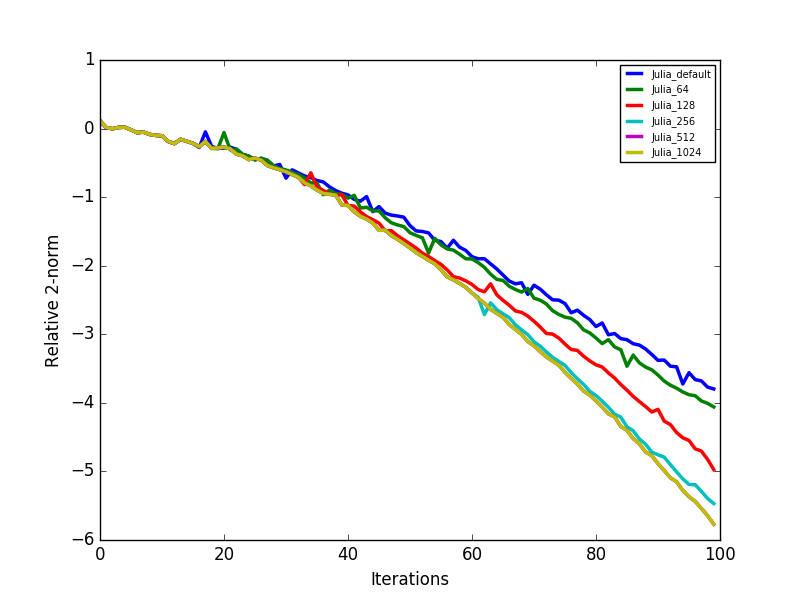 1
0
−1
−2
−3
−4
−5
−6
Relative 2-norm
0
20
40
60
80
100
Iterations
Julia_default
Julia_64
Julia_128
Julia_256
Julia_512
Julia_1024